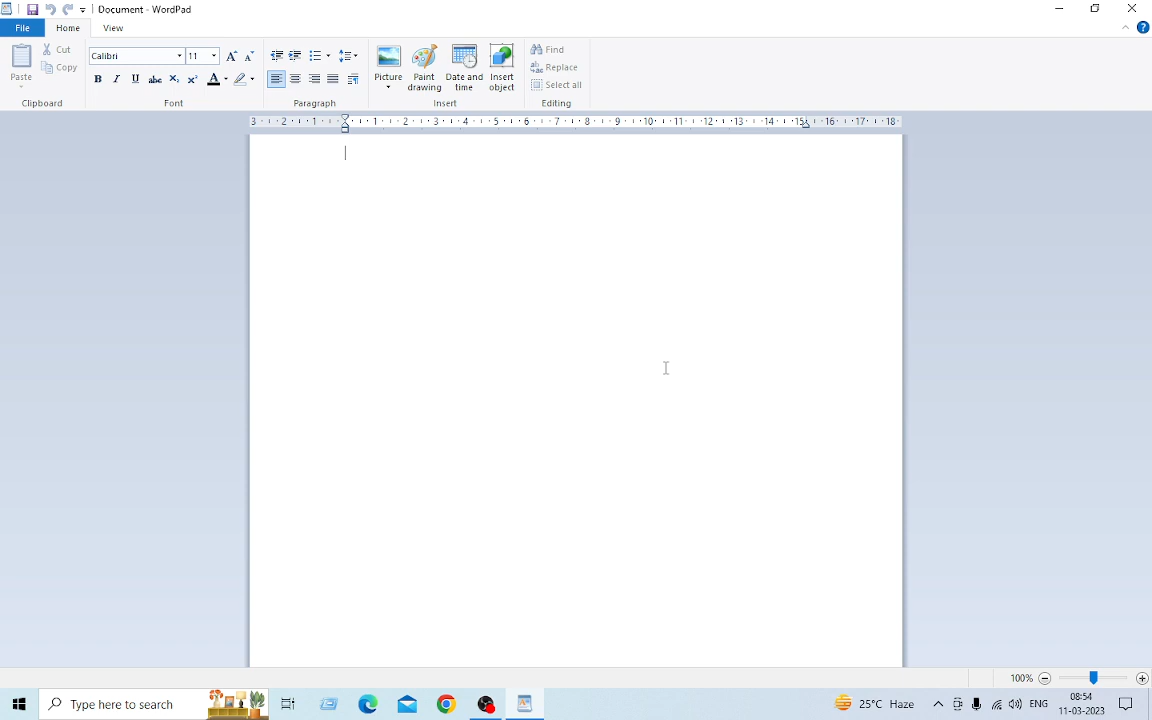 Document - WordPad
File Home View
Paste
Cut
Copy
Clipboard
Calibri 11
B I U abc X₂ X² A
Font
Paragraph
Picture
Paint drawing
Date and time
Insert object
Insert
Find
Replace
Select all
Editing
3 2 1 1 2 3 4 5 6 7 8 9 10 11 12 13 14 15 16 17 18
100%
Type here to search
25°C Haze
ENG
08:54
11-03-2023